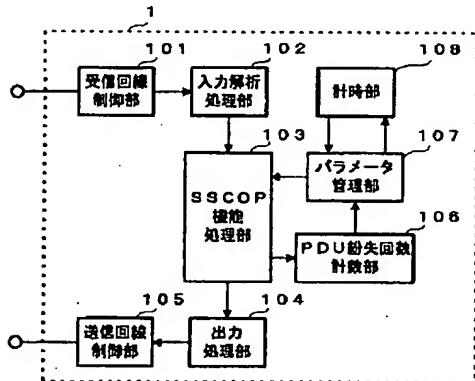 1
101
102
108
受信回線
制御部
入力解析
処理部
計時部
103
107
SSCOP
機能
処理部
パラメータ
管理部
106
PDU紛失回数
計数部
105
104
送信回線
制御部
出力
処理部